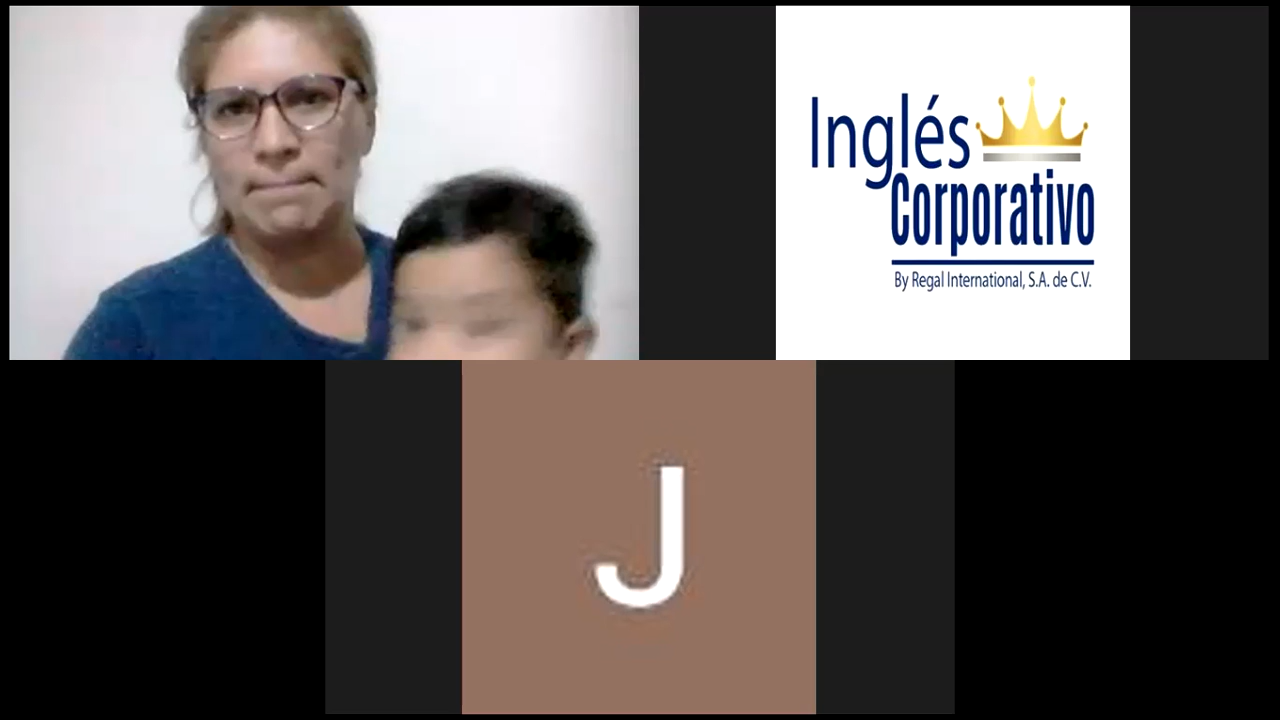 Inglés
Corporativo
By Regal International, S.A. de C.V.
J